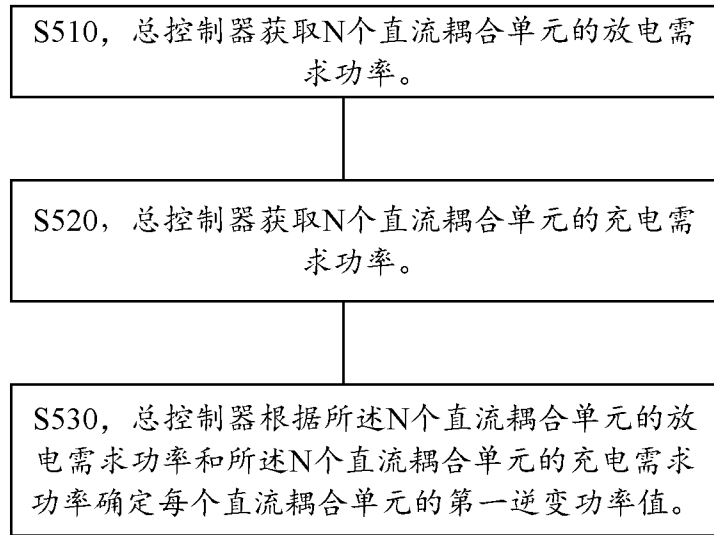 S510，总控制器获取N个直流耦合单元的放电需
求功率。
S520，总控制器获取N个直流耦合单元的充电需
求功率。
S530，总控制器根据所述N个直流耦合单元的放
电需求功率和所述N个直流耦合单元的充电需求
功率确定每个直流耦合单元的第一逆变功率值。